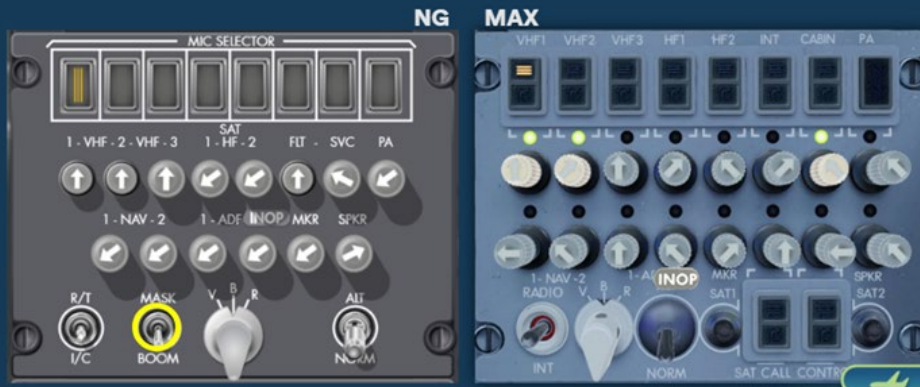 NG MAX
MIC SELECTOR
1 - VHF - 2 - VHF - 3
SAT
1 - HF - 2
FLT - SVC PA
1 - NAV - 2 1 - ADF INOP MKR SPKR
R/T
I/C
MASK
BOOM
V B R
ALT
NORM
VHF1 VHF2 VHF3 HF1 HF2 INT CABIN PA
1 - NAV - 2 1 - INOP MKR SPKR
RADIO
INT
V B R
NORM
SAT1
SAT2
SAT CALL